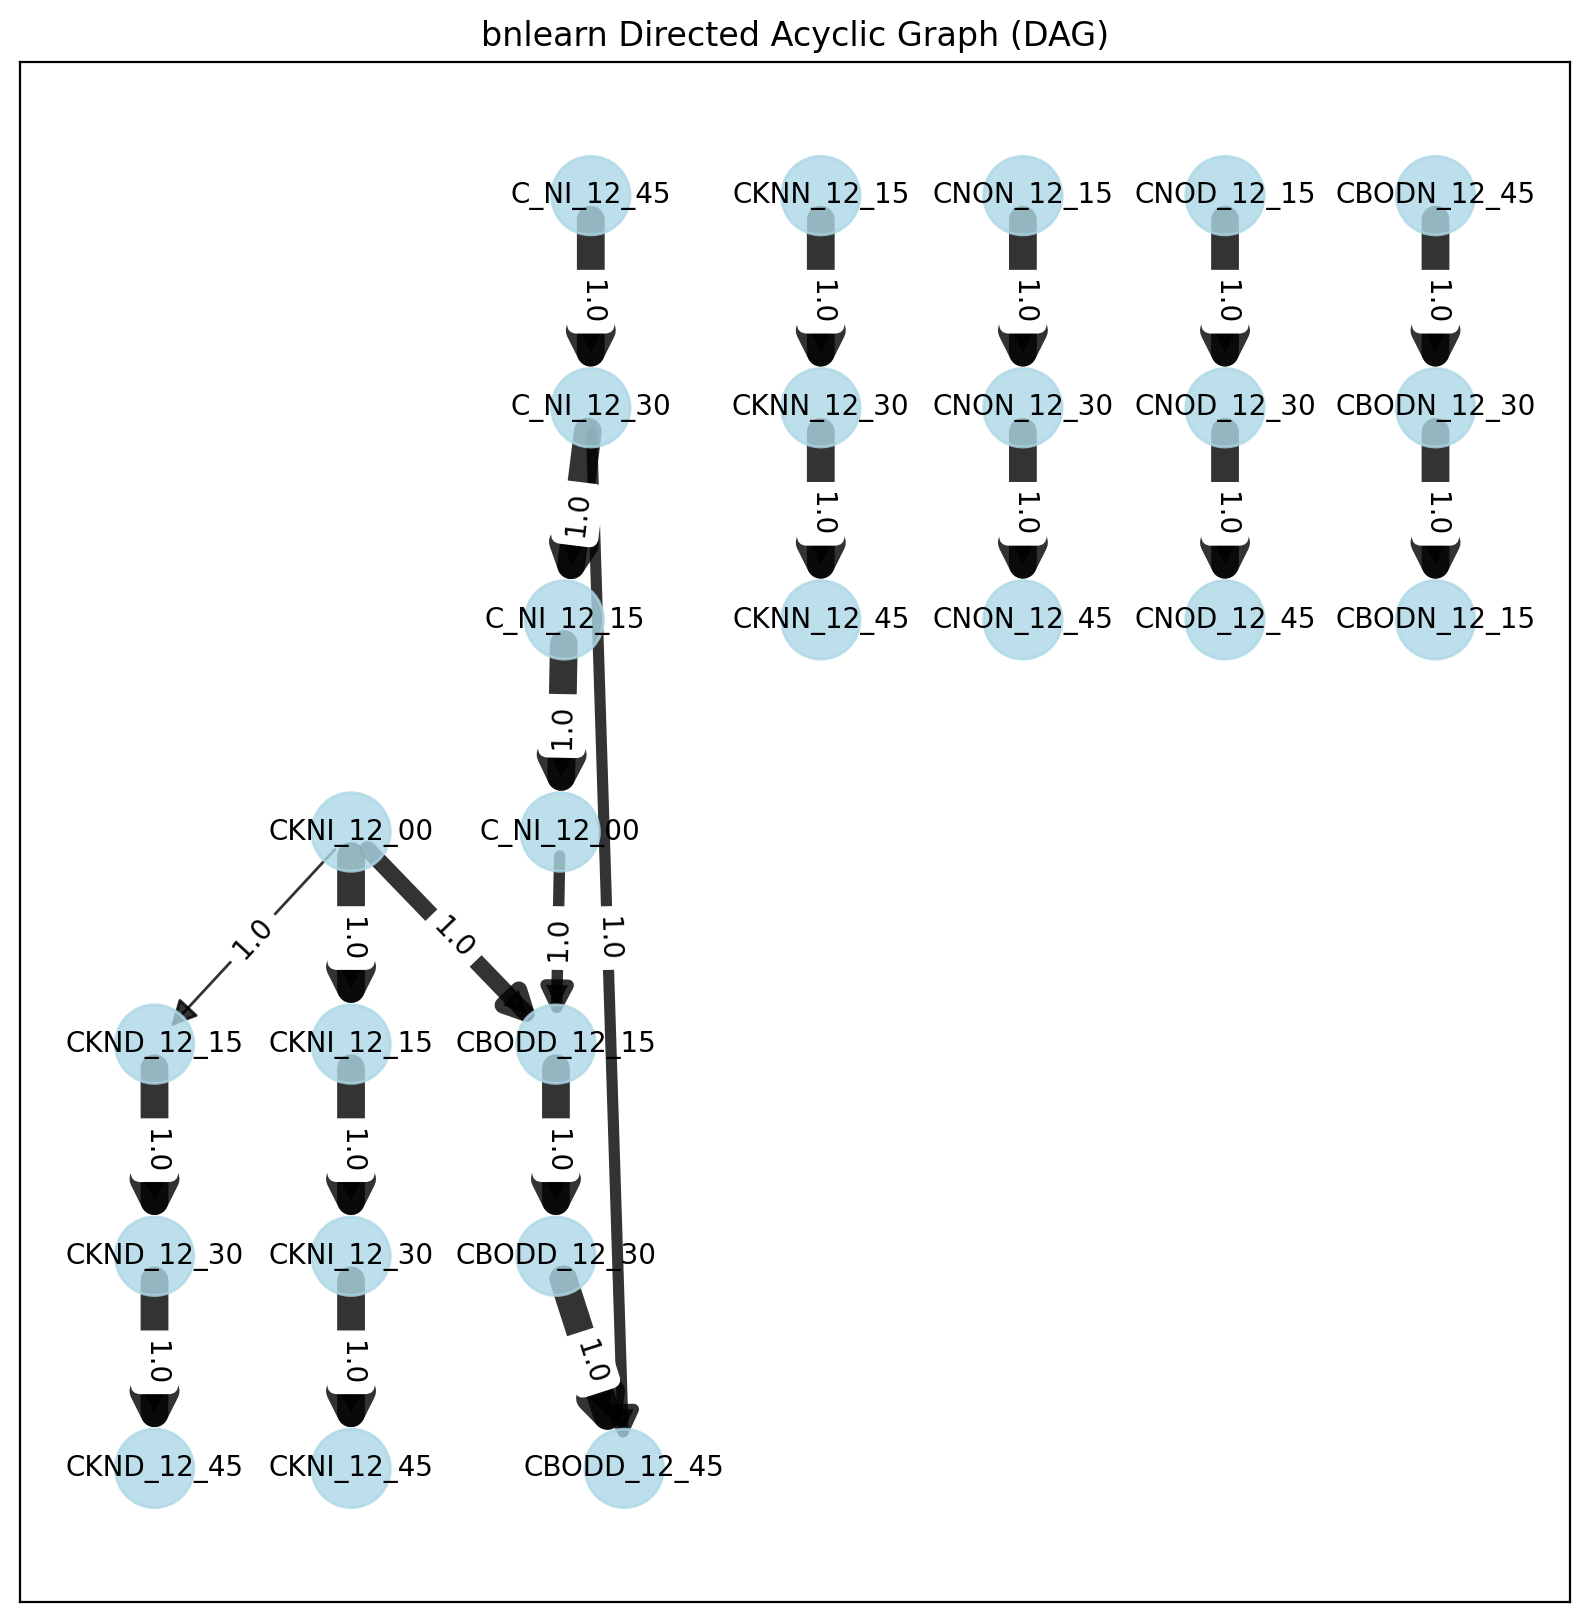 bnlearn Directed Acyclic Graph (DAG)
C_NI_12_45 CKNN_12_15 CNON_12_15 CNOD_12_15 CBODN_12_45
1.0 1.0 1.0 1.0 1.0
C_NI_12_30 CKNN_12_30 CNON_12_30 CNOD_12_30 CBODN_12_30
1.0 1.0 1.0 1.0 1.0
C_NI_12_15 CKNN_12_45 CNON_12_45 CNOD_12_45 CBODN_12_15
1.0
CKNI_12_00 C_NI_12_00
1.0 1.0 1.0 1.0 1.0
CKND_12_15 CKNI_12_15 CBODD_12_15
1.0 1.0 1.0
CKND_12_30 CKNI_12_30 CBODD_12_30
1.0 1.0 1.0
CKND_12_45 CKNI_12_45 CBODD_12_45